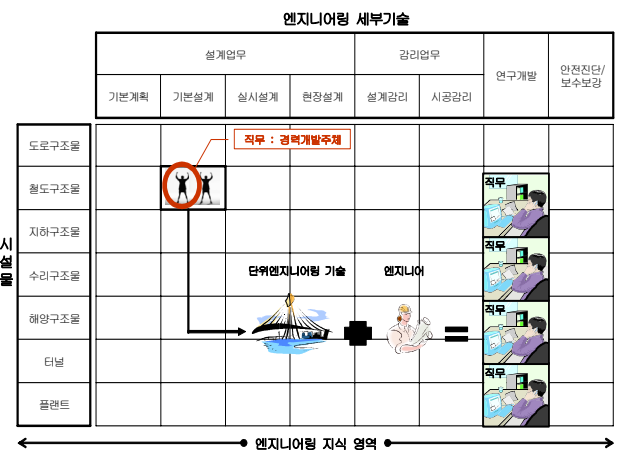 엔지니어링 세부기술
설계업무
감리업무
연구개발
안전진단/
보수보강
기본계획
기본설계
실시설계
현장설계
설계감리
시공감리
시설물
도로구조물
철도구조물
지하구조물
수리구조물
해양구조물
터널
플랜트
직무 : 경력개발주체
단위엔지니어링 기술
엔지니어
직무
직무
직무
직무
엔지니어링 지식 영역